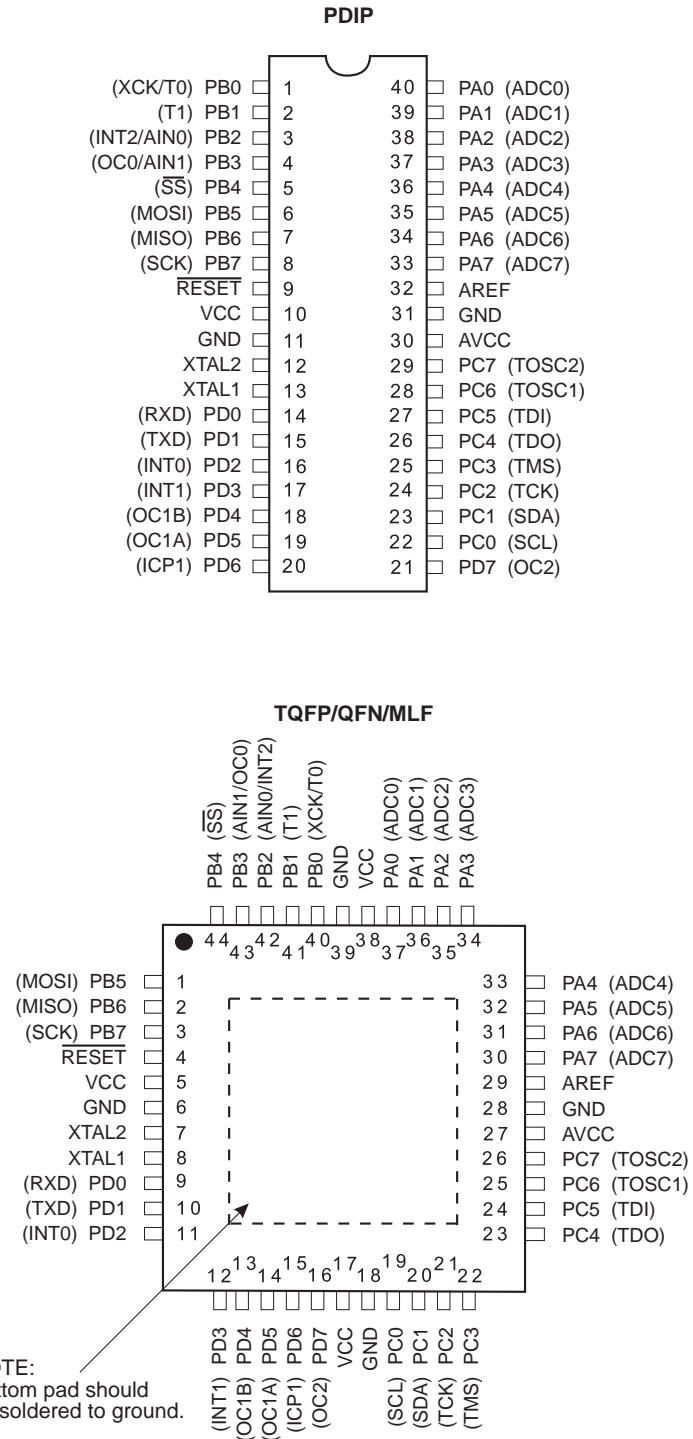 PDIP
(XCK/T0) PB0 1 40 PA0 (ADC0)
(T1) PB1 2 39 PA1 (ADC1)
(INT2/AIN0) PB2 3 38 PA2 (ADC2)
(OC0/AIN1) PB3 4 37 PA3 (ADC3)
(SS) PB4 5 36 PA4 (ADC4)
(MOSI) PB5 6 35 PA5 (ADC5)
(MISO) PB6 7 34 PA6 (ADC6)
(SCK) PB7 8 33 PA7 (ADC7)
RESET 9 32 AREF
VCC 10 31 GND
GND 11 30 AVCC
XTAL2 12 29 PC7 (TOSC2)
XTAL1 13 28 PC6 (TOSC1)
(RXD) PD0 14 27 PC5 (TDI)
(TXD) PD1 15 26 PC4 (TDO)
(INT0) PD2 16 25 PC3 (TMS)
(INT1) PD3 17 24 PC2 (TCK)
(OC1B) PD4 18 23 PC1 (SDA)
(OC1A) PD5 19 22 PC0 (SCL)
(ICP1) PD6 20 21 PD7 (OC2)
TQFP/QFN/MLF
PB4 (SS)
PB3 (AIN1/OC0)
PB2 (AIN0/INT2)
PB1 (T1)
PB0 (XCK/T0)
GND
VCC
PA0 (ADC0)
PA1 (ADC1)
PA2 (ADC2)
PA3 (ADC3)
44 43 42 41 40 39 38 37 36 35 34
(MOSI) PB5 1 33 PA4 (ADC4)
(MISO) PB6 2 32 PA5 (ADC5)
(SCK) PB7 3 31 PA6 (ADC6)
RESET 4 30 PA7 (ADC7)
VCC 5 29 AREF
GND 6 28 GND
XTAL2 7 27 AVCC
XTAL1 8 26 PC7 (TOSC2)
(RXD) PD0 9 25 PC6 (TOSC1)
(TXD) PD1 10 24 PC5 (TDI)
(INT0) PD2 11 23 PC4 (TDO)
12 13 14 15 16 17 18 19 20 21 22
(INT1) PD3
(OC1B) PD4
(OC1A) PD5
(ICP1) PD6
(OC2) PD7
VCC
GND
(SCL) PC0
(SDA) PC1
(TCK) PC2
(TMS) PC3
OTE:
ttom pad should
soldered to ground.